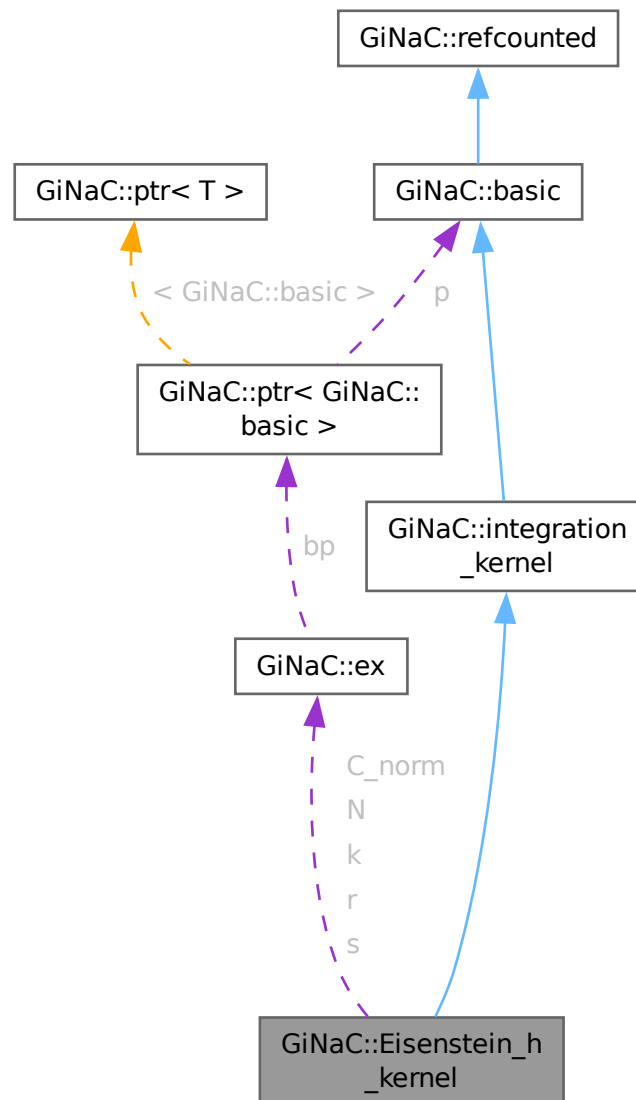 GiNaC::refcounted
GiNaC::ptr< T >
GiNaC::basic
< GiNaC::basic >
p
GiNaC::ptr< GiNaC::
basic >
GiNaC::integration
_kernel
bp
GiNaC::ex
C_norm
N
k
r
s
GiNaC::Eisenstein_h
_kernel